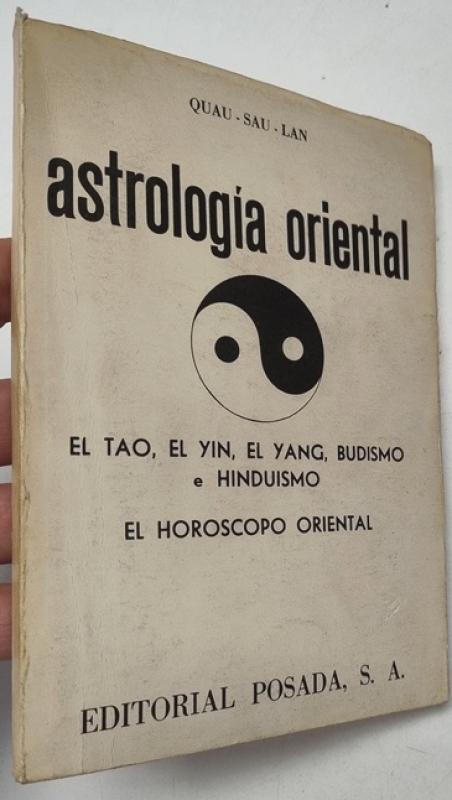 QUAU - SAU - LAN
astrología oriental
EL TAO, EL YIN, EL YANG, BUDISMO
e HINDUISMO
EL HOROSCOPO ORIENTAL
EDITORIAL POSADA, S. A.